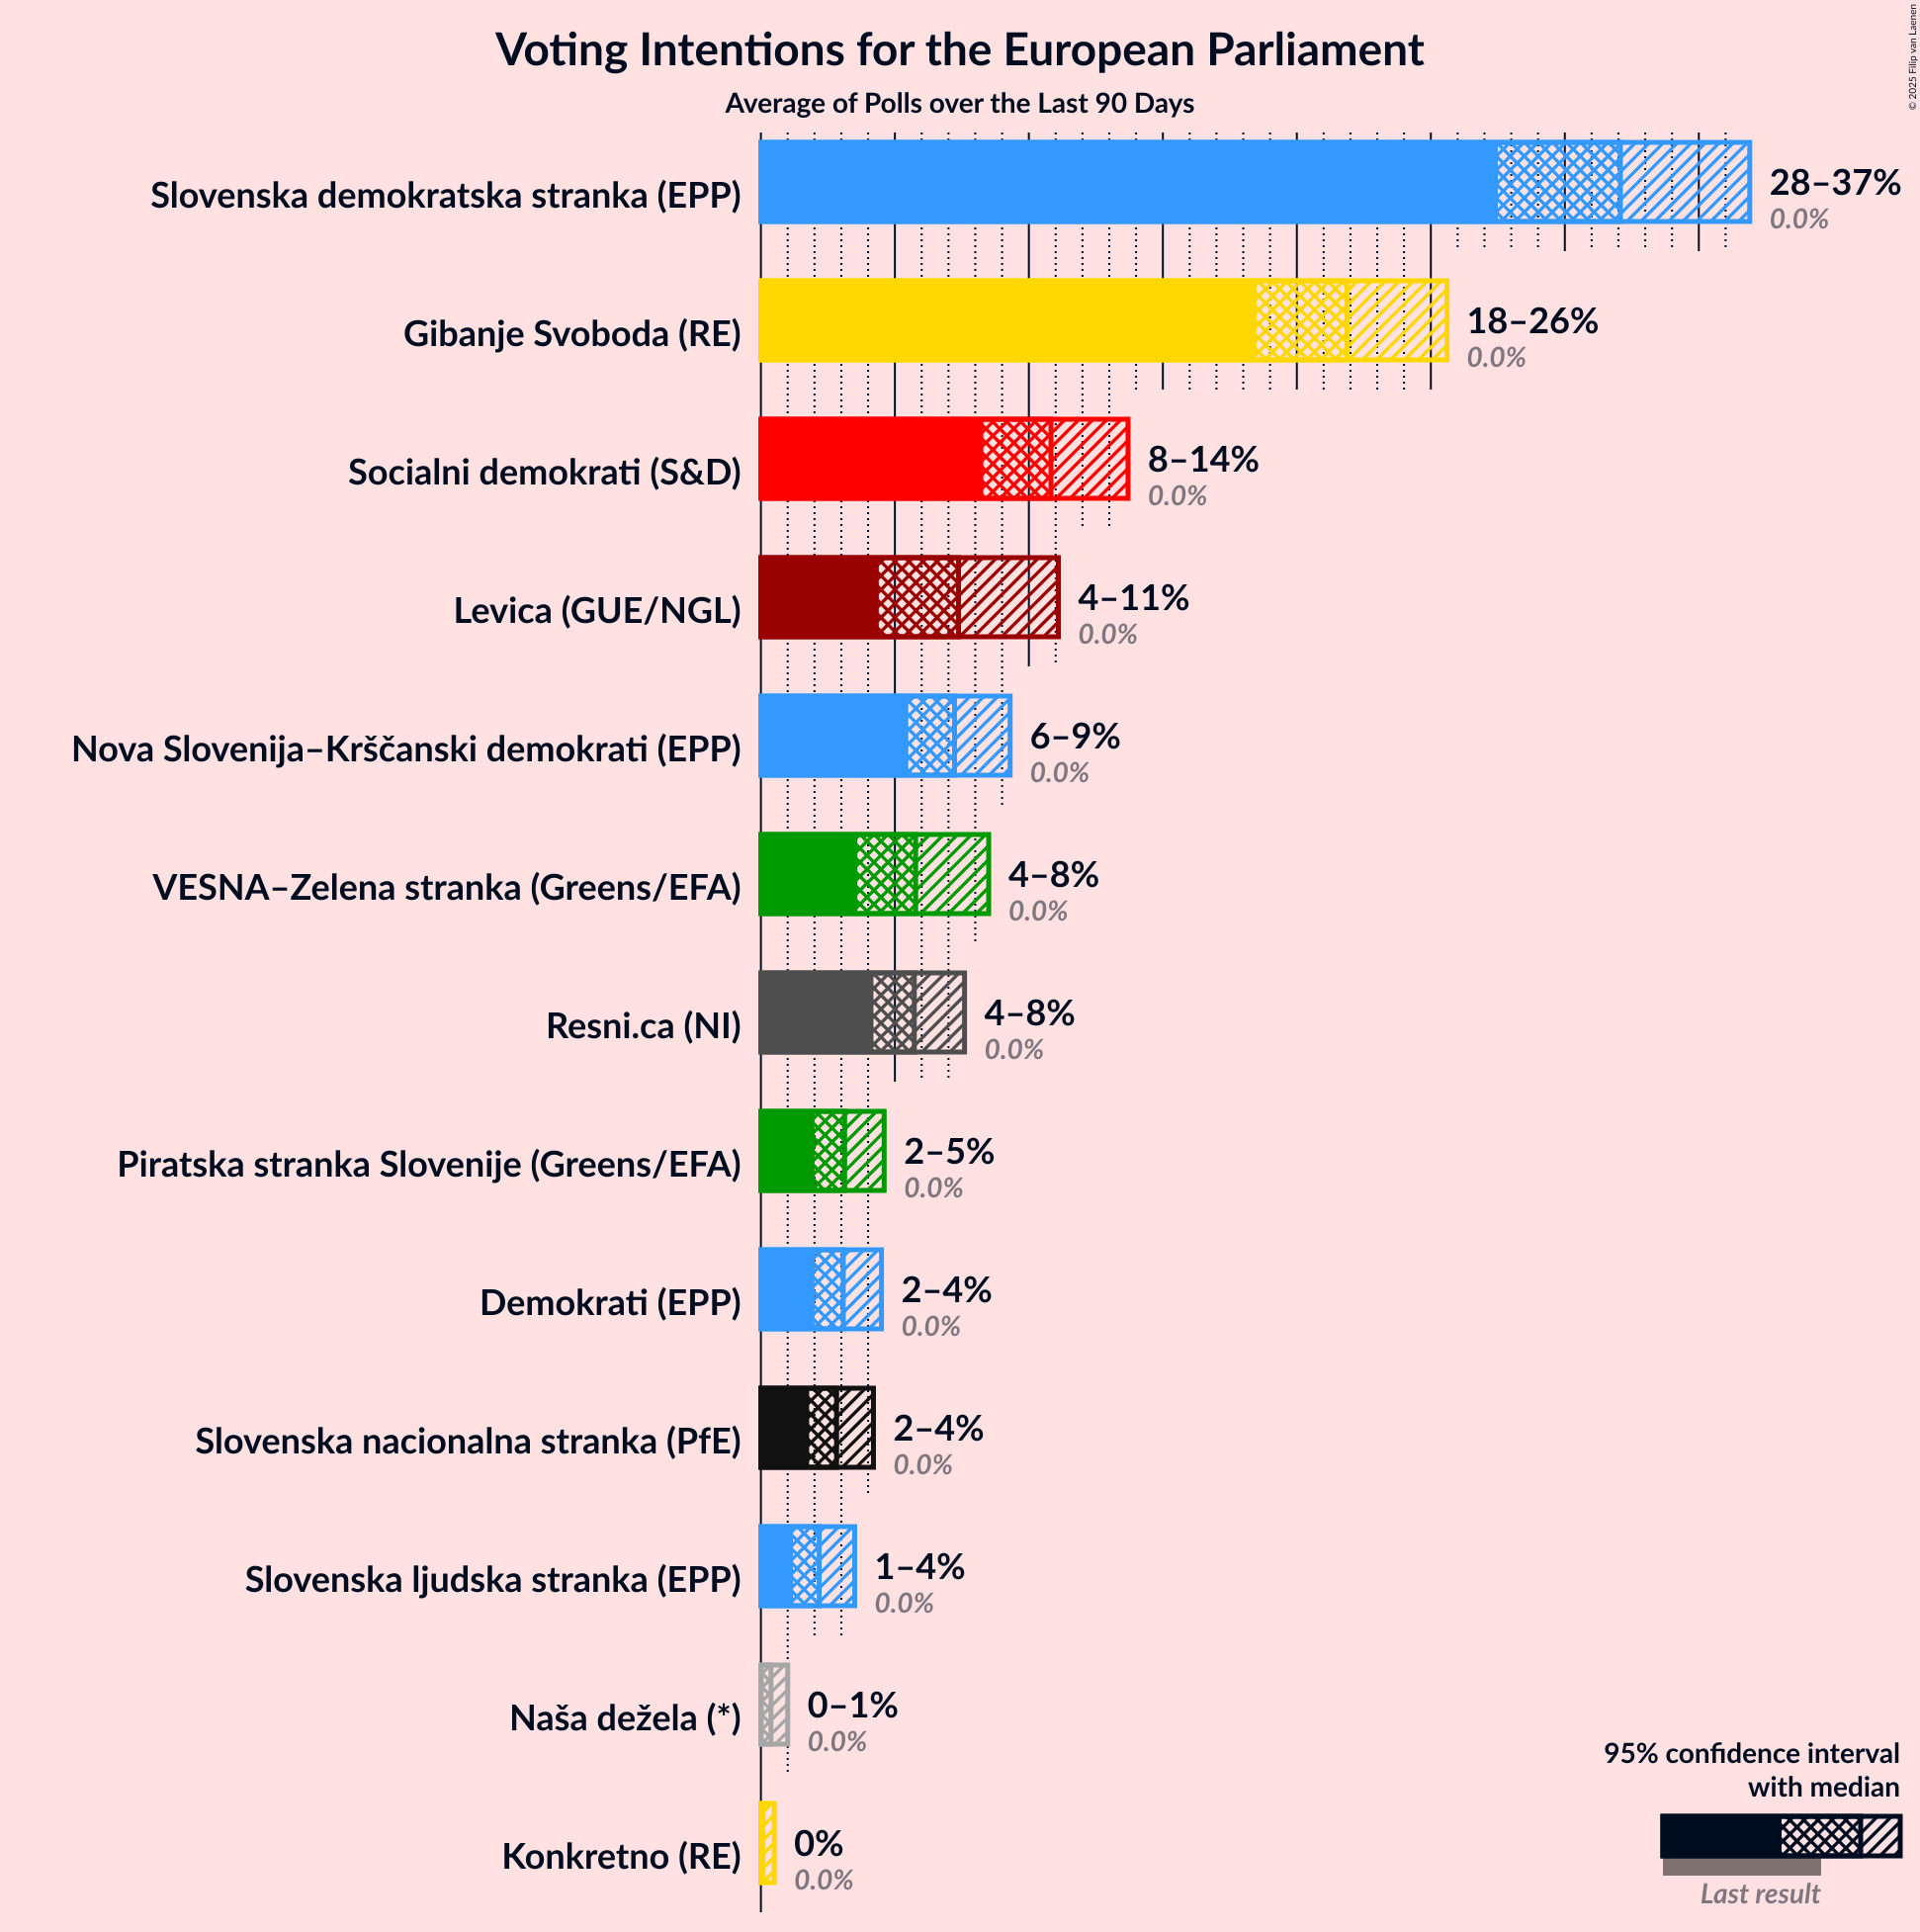 © 2025 Filip van Laenen
Voting Intentions for the European Parliament
Average of Polls over the Last 90 Days
Slovenska demokratska stranka (EPP)
28–37%
0.0%
Gibanje Svoboda (RE)
18–26%
0.0%
Socialni demokrati (S&D)
8–14%
0.0%
Levica (GUE/NGL)
4–11%
0.0%
Nova Slovenija–Krščanski demokrati (EPP)
6–9%
0.0%
VESNA–Zelena stranka (Greens/EFA)
4–8%
0.0%
Resni.ca (NI)
4–8%
0.0%
Piratska stranka Slovenije (Greens/EFA)
2–5%
0.0%
Demokrati (EPP)
2–4%
0.0%
Slovenska nacionalna stranka (PfE)
2–4%
0.0%
Slovenska ljudska stranka (EPP)
1–4%
0.0%
Naša dežela (*)
0–1%
0.0%
Konkretno (RE)
0%
0.0%
95% confidence interval
with median
Last result